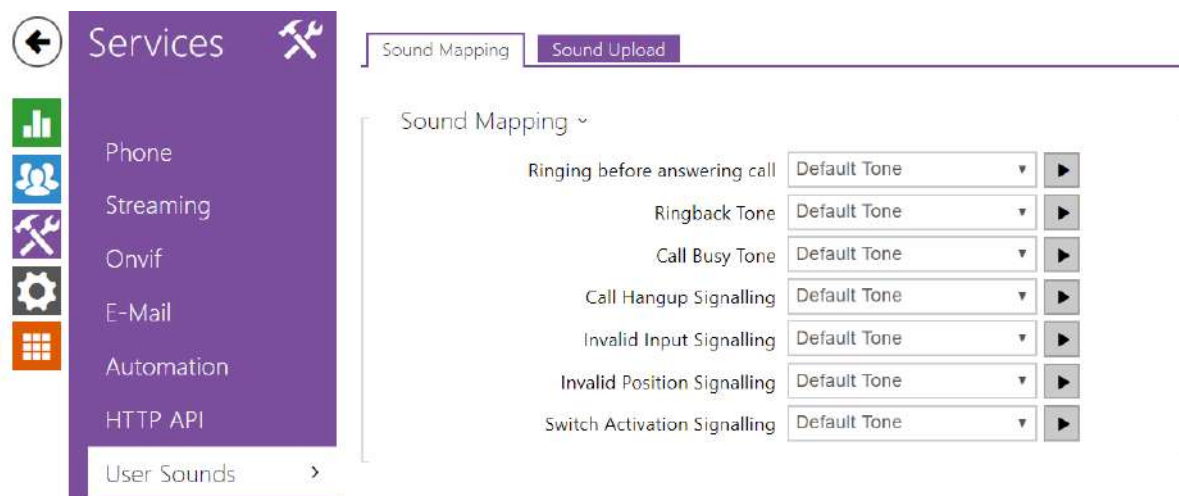 Services
Phone
Streaming
Onvif
E-Mail
Automation
HTTP API
User Sounds
Sound Mapping
Sound Upload
Sound Mapping
Ringing before answering call Default Tone
Ringback Tone Default Tone
Call Busy Tone Default Tone
Call Hangup Signalling Default Tone
Invalid Input Signalling Default Tone
Invalid Position Signalling Default Tone
Switch Activation Signalling Default Tone